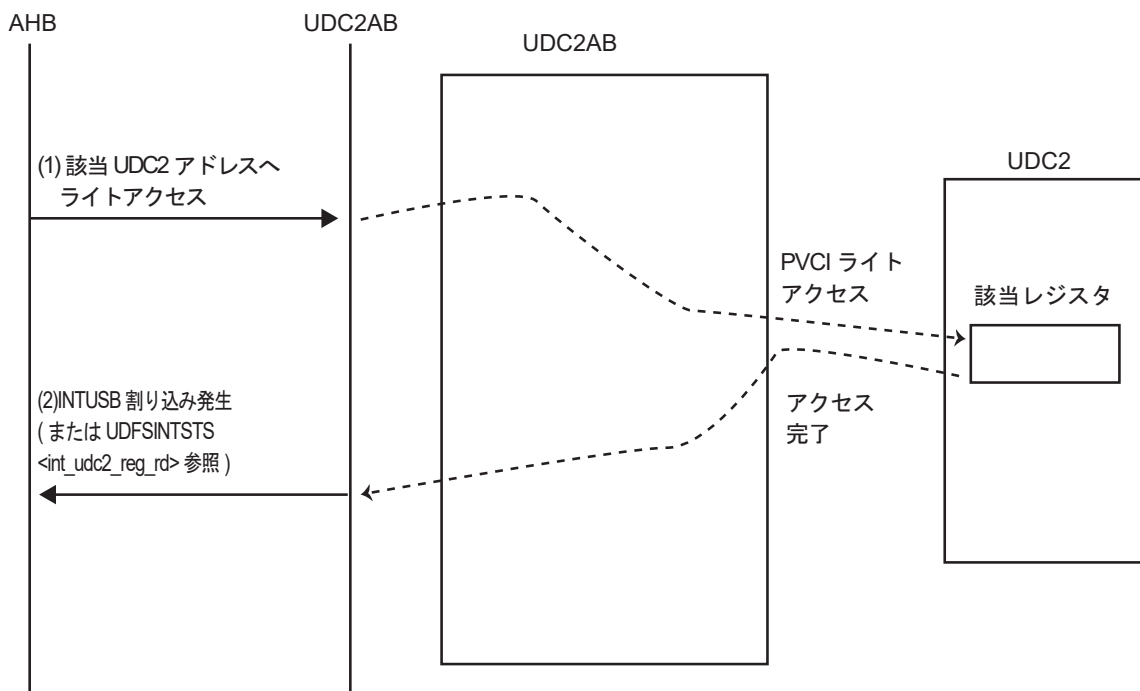 AHB
UDC2AB
UDC2AB
(1) 該当 UDC2 アドレスへ
ライトアクセス
UDC2
PVCI ライト
アクセス
該当レジスタ
(2)INTUSB 割り込み発生
( または UDFSINTSTS
<int_udc2_reg_rd> 参照 )
アクセス
完了